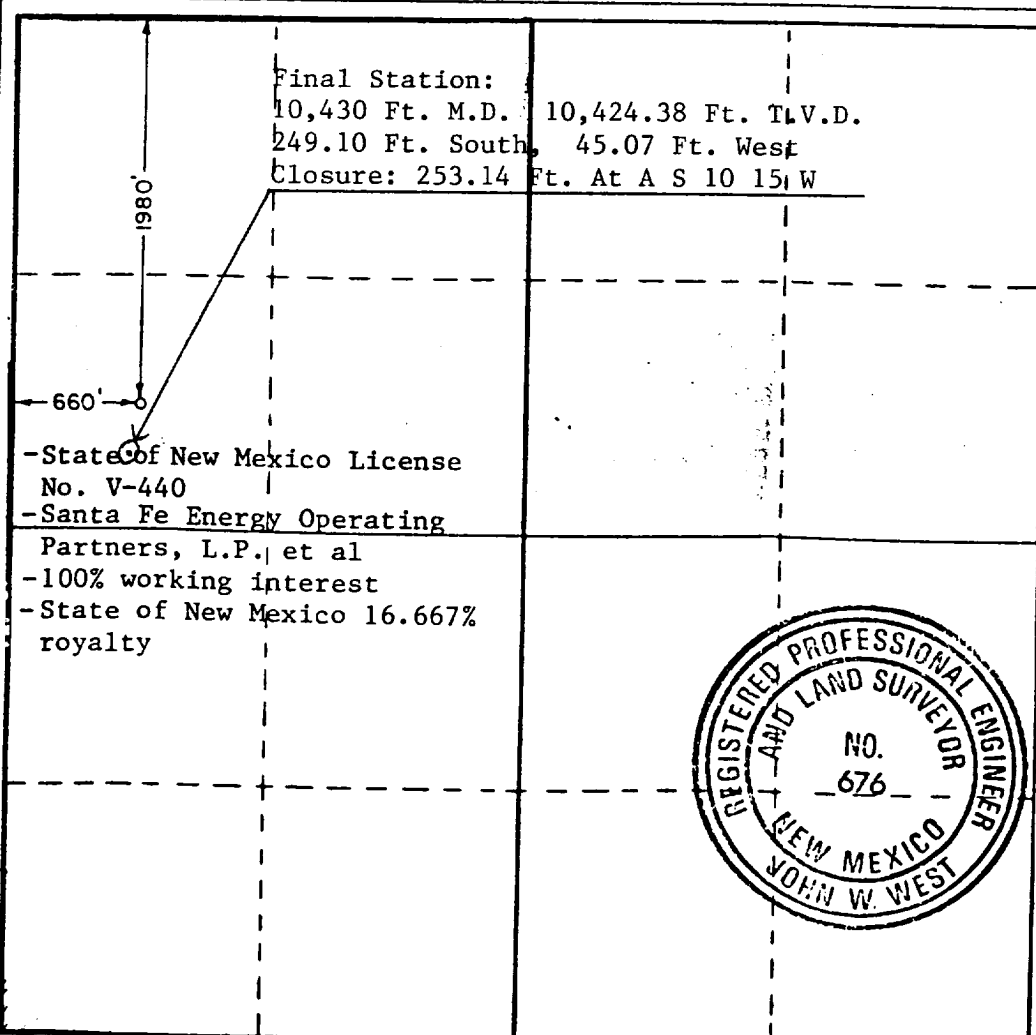 Final Station:
10,430 Ft. M.D. 10,424.38 Ft. T.V.D.
249.10 Ft. South, 45.07 Ft. West
Closure: 253.14 Ft. At A S 10 15 W
1980'
660'
-State of New Mexico License
No. V-440
-Santa Fe Energy Operating
Partners, L.P. et al
-100% working interest
-State of New Mexico 16.667%
royalty
REGISTERED PROFESSIONAL ENGINEER
AND LAND SURVEYOR
NO.
676
NEW MEXICO
JOHN W. WEST